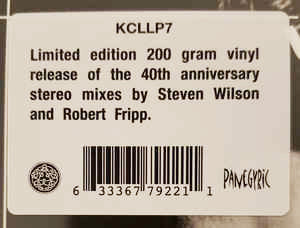 KCLLP7
Limited edition 200 gram vinyl
release of the 40th anniversary
stereo mixes by Steven Wilson
and Robert Fripp.
PANEGYRIC
6 33367 79221 1